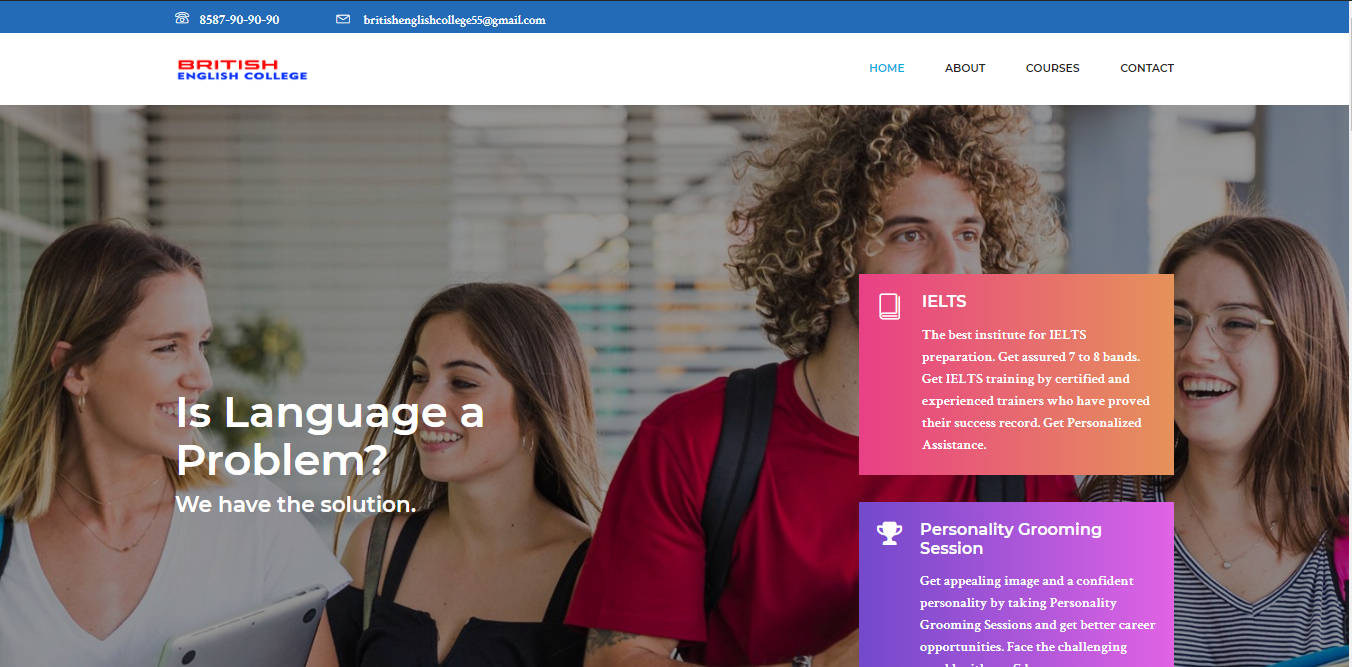 8587-90-90-90
britishenglishcollege55@gmail.com
BRITISH
ENGLISH COLLEGE
HOME
ABOUT
COURSES
CONTACT
Is Language a
Problem?
We have the solution.
IELTS
The best institute for IELTS
preparation. Get assured 7 to 8 bands.
Get IELTS training by certified and
experienced trainers who have proved
their success record. Get Personalized
Assistance.
Personality Grooming
Session
Get appealing image and a confident
personality by taking Personality
Grooming Sessions and get better career
opportunities. Face the challenging